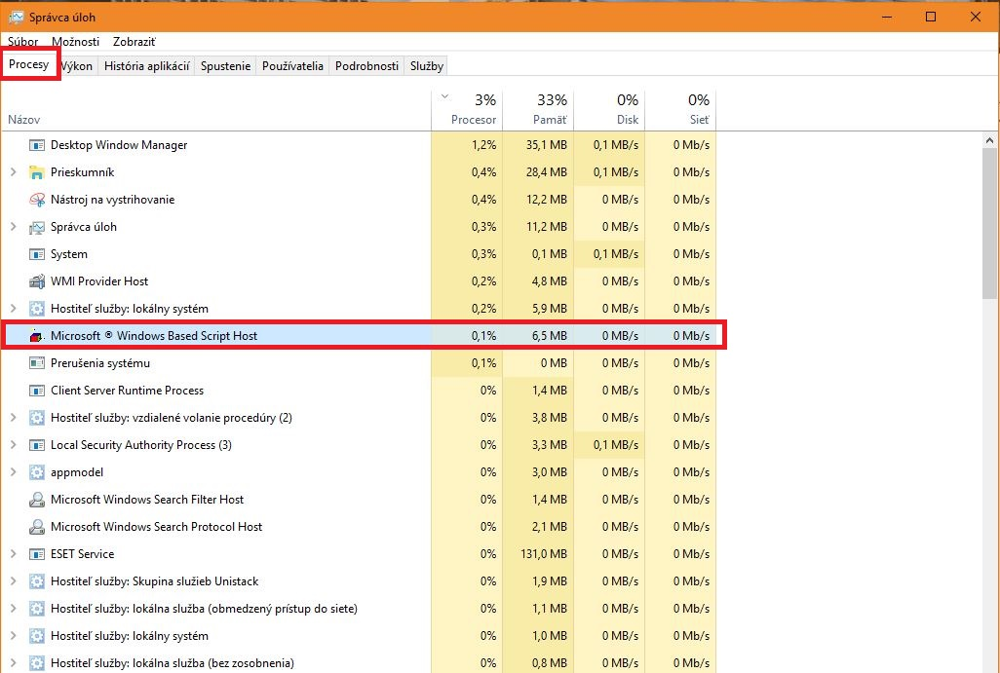 Správca úloh
Súbor Možnosti Zobraziť
Procesy Výkon História aplikácií Spustenie Používatelia Podrobnosti Služby
3% 33% 0% 0%
Názov Procesor Pamäť Disk Sieť
Desktop Window Manager 1,2% 35,1 MB 0,1 MB/s 0 Mb/s
Prieskumník 0,4% 28,4 MB 0,1 MB/s 0 Mb/s
Nástroj na vystrihovanie 0,4% 12,2 MB 0 MB/s 0 Mb/s
Správca úloh 0,3% 11,2 MB 0 MB/s 0 Mb/s
System 0,3% 0,1 MB 0,1 MB/s 0 Mb/s
WMI Provider Host 0,2% 4,8 MB 0 MB/s 0 Mb/s
Hostiteľ služby: lokálny systém 0,2% 5,9 MB 0 MB/s 0 Mb/s
Microsoft ® Windows Based Script Host 0,1% 6,5 MB 0 MB/s 0 Mb/s
Prerušenia systému 0,1% 0 MB 0 MB/s 0 Mb/s
Client Server Runtime Process 0% 1,4 MB 0 MB/s 0 Mb/s
Hostiteľ služby: vzdialené volanie procedúry (2) 0% 3,8 MB 0 MB/s 0 Mb/s
Local Security Authority Process (3) 0% 3,3 MB 0,1 MB/s 0 Mb/s
appmodel 0% 3,0 MB 0 MB/s 0 Mb/s
Microsoft Windows Search Filter Host 0% 1,4 MB 0 MB/s 0 Mb/s
Microsoft Windows Search Protocol Host 0% 2,1 MB 0 MB/s 0 Mb/s
ESET Service 0% 131,0 MB 0 MB/s 0 Mb/s
Hostiteľ služby: Skupina služieb Unistack 0% 1,9 MB 0 MB/s 0 Mb/s
Hostiteľ služby: lokálna služba (obmedzený prístup do siete) 0% 1,1 MB 0 MB/s 0 Mb/s
Hostiteľ služby: lokálny systém 0% 1,0 MB 0 MB/s 0 Mb/s
Hostiteľ služby: lokálna služba (bez zosobnenia) 0% 0,8 MB 0 MB/s 0 Mb/s